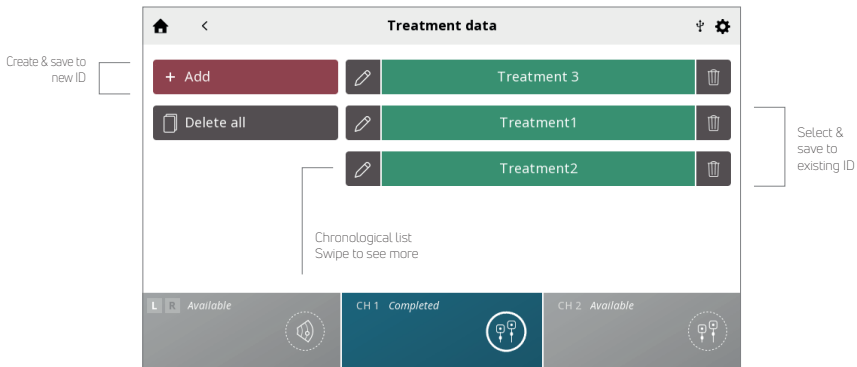 Treatment data
Create & save to
new ID
+ Add
Treatment 3
Delete all
Treatment1
Treatment2
Select &
save to
existing ID
Chronological list
Swipe to see more
L R Available
CH 1 Completed
CH 2 Available